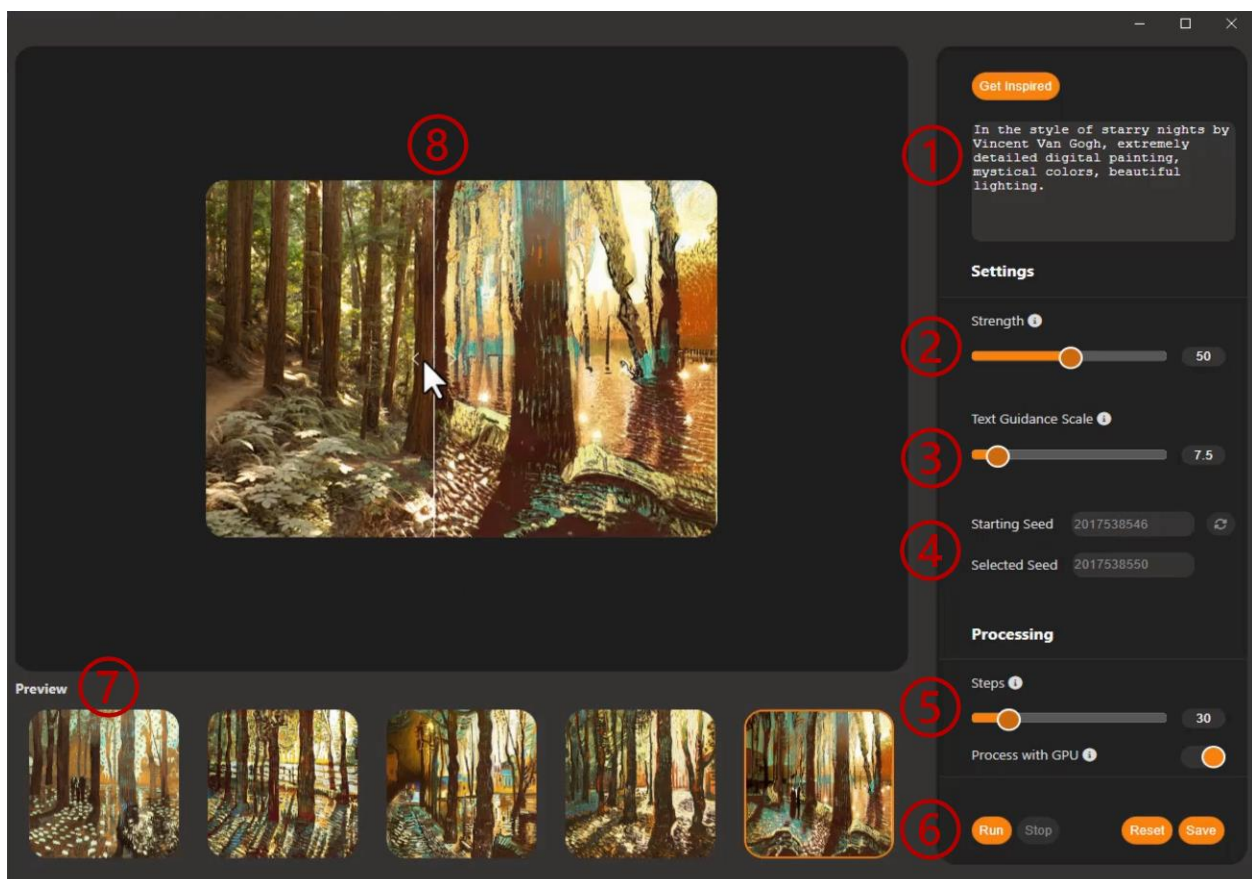 Get Inspired
①
In the style of starry nights by
Vincent Van Gogh, extremely
detailed digital painting,
mystical colors, beautiful
lighting.
Settings
②
Strength
50
③
Text Guidance Scale
7.5
④
Starting Seed 2017538546
Selected Seed 2017538550
Processing
⑤
Steps
30
Process with GPU
⑥
Run Stop Reset Save
⑧
Preview ⑦